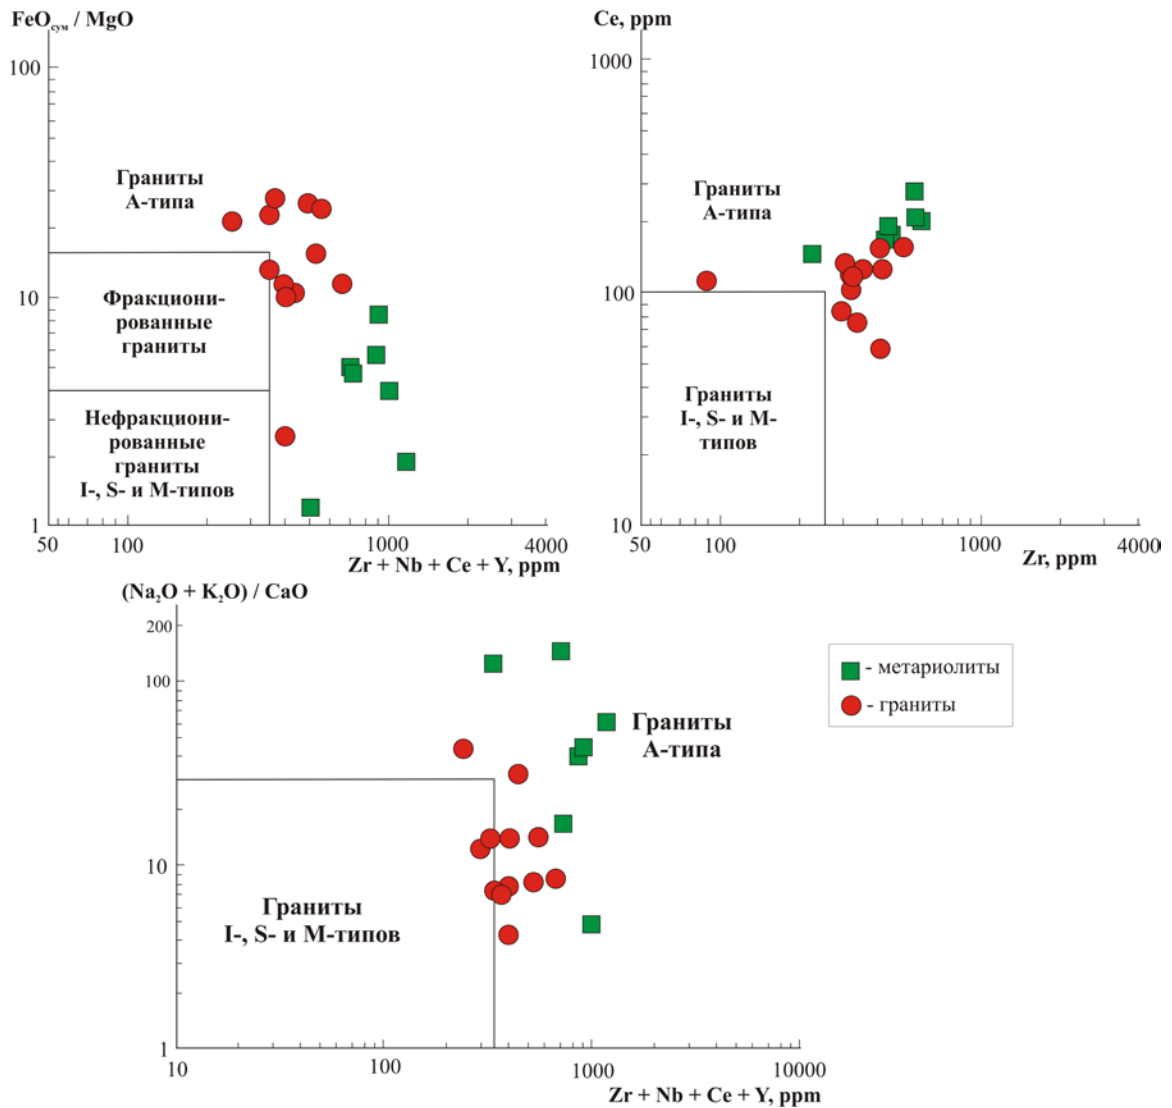 FeOсум / MgO
100
10
1
50
100
1000
4000
Zr + Nb + Ce + Y, ppm
Граниты
А-типа
Фракциони-
рованные
граниты
Нефракциони-
рованные
граниты
I-, S- и М-типов
Ce, ppm
1000
100
10
50
100
1000
4000
Zr, ppm
Граниты
А-типа
Граниты
I-, S- и М-
типов
(Na₂O + K₂O) / CaO
200
100
10
1
10
100
1000
10000
Zr + Nb + Ce + Y, ppm
Граниты
А-типа
Граниты
I-, S- и М-типов
- метариолиты
- граниты